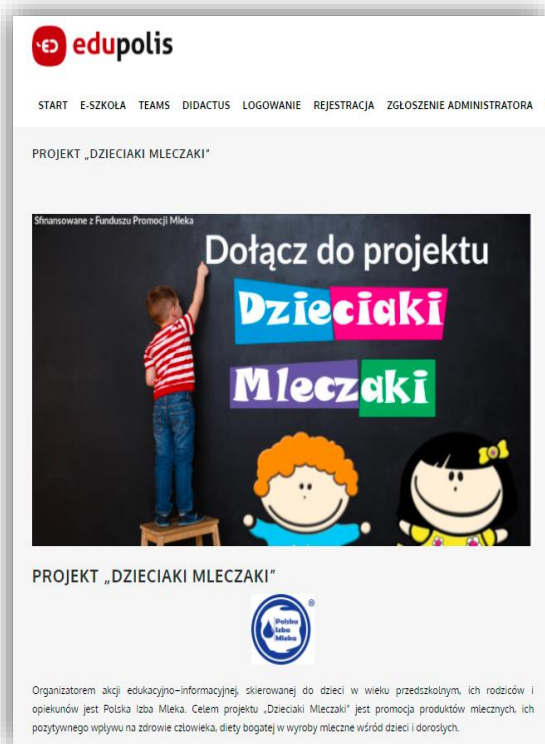 edupolis
START E-SZKOŁA TEAMS DIDACTUS LOGOWANIE REJESTRACJA ZGŁOSZENIE ADMINISTRATORA
PROJEKT „DZIECIAKI MLECZAKI”
Sfinansowane z Funduszu Promocji Mleka
Dołącz do projektu
Dzieciaki
Mleczaki
PROJEKT „DZIECIAKI MLECZAKI”
Polska
Izba
Mleka
®
Organizatorem akcji edukacyjno–informacyjnej, skierowanej do dzieci w wieku przedszkolnym, ich rodziców i
opiekunów jest Polska Izba Mleka. Celem projektu „Dzieciaki Mleczaki” jest promocja produktów mlecznych, ich
pozytywnego wpływu na zdrowie człowieka, diety bogatej w wyroby mleczne wśród dzieci i dorosłych.